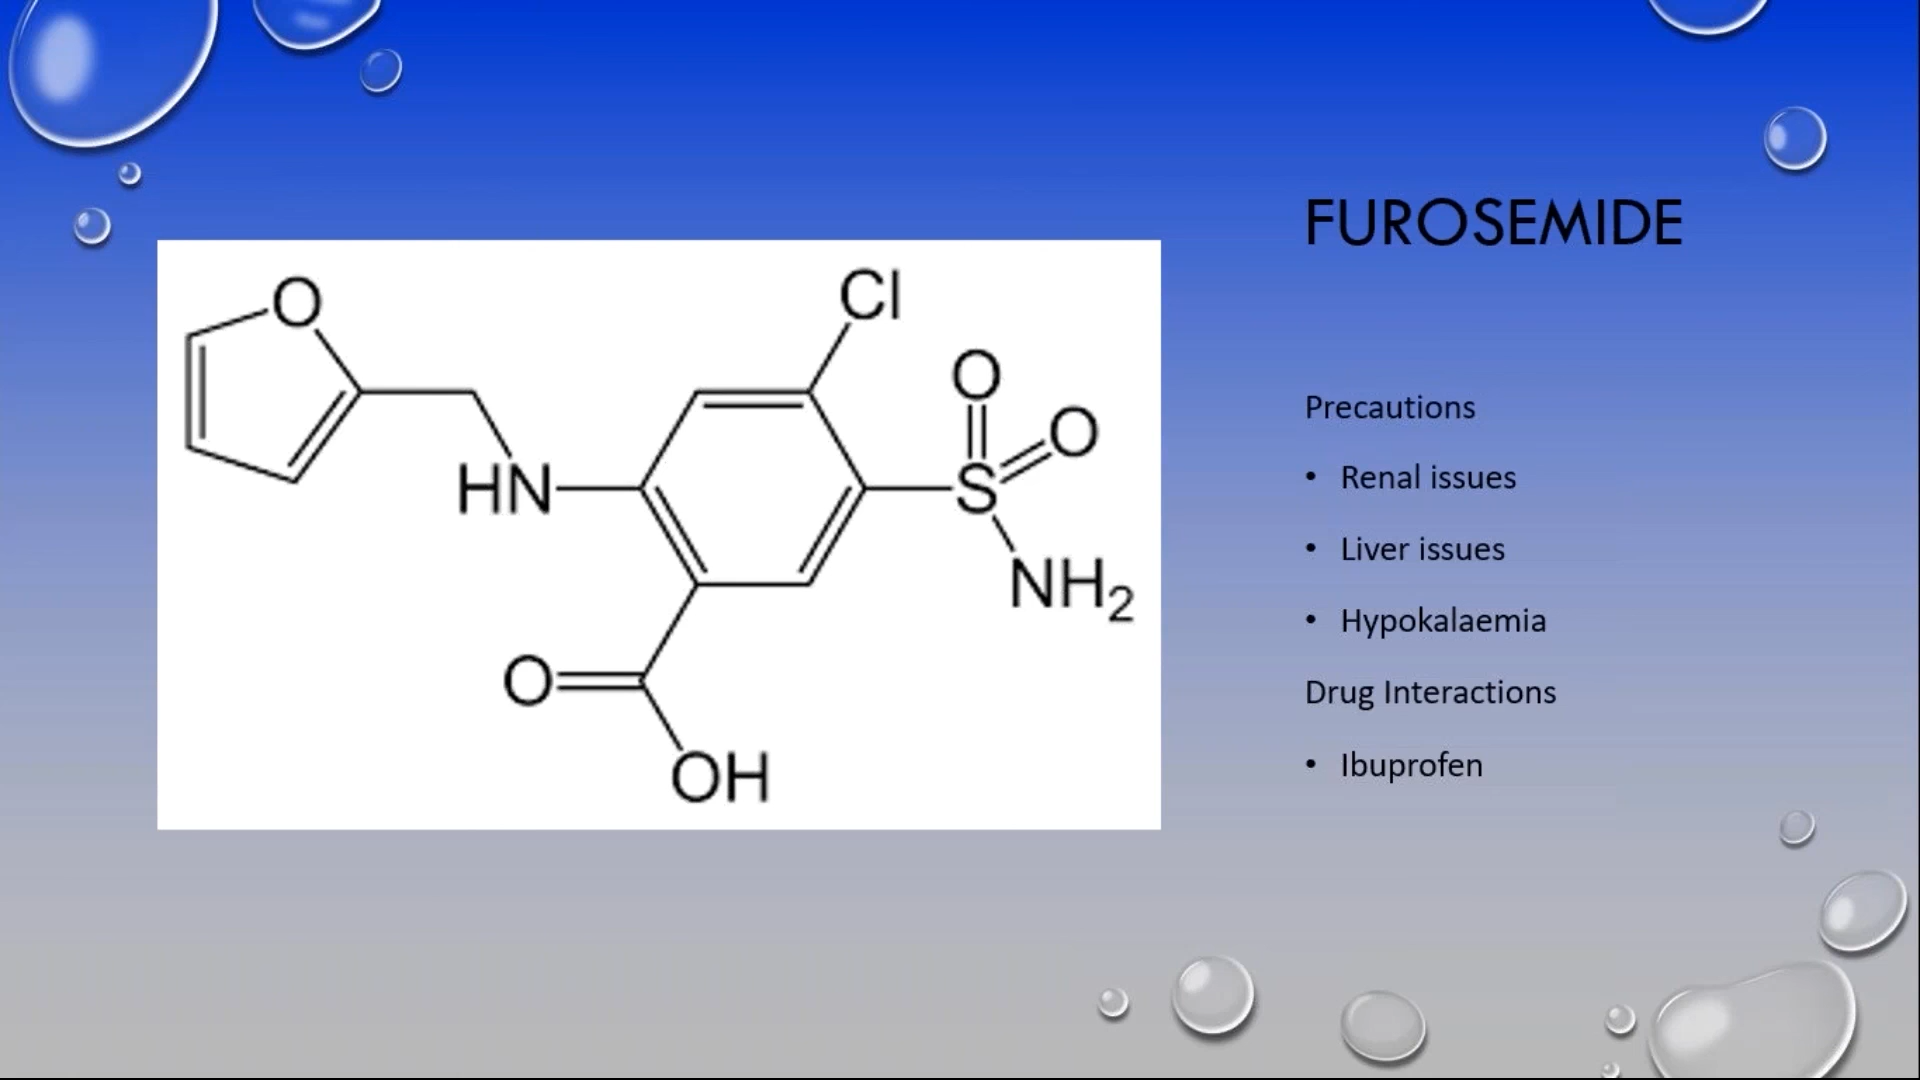 FUROSEMIDE
O
Cl
O
O
HN
S
NH2
O
OH
Precautions
• Renal issues
• Liver issues
• Hypokalaemia
Drug Interactions
• Ibuprofen